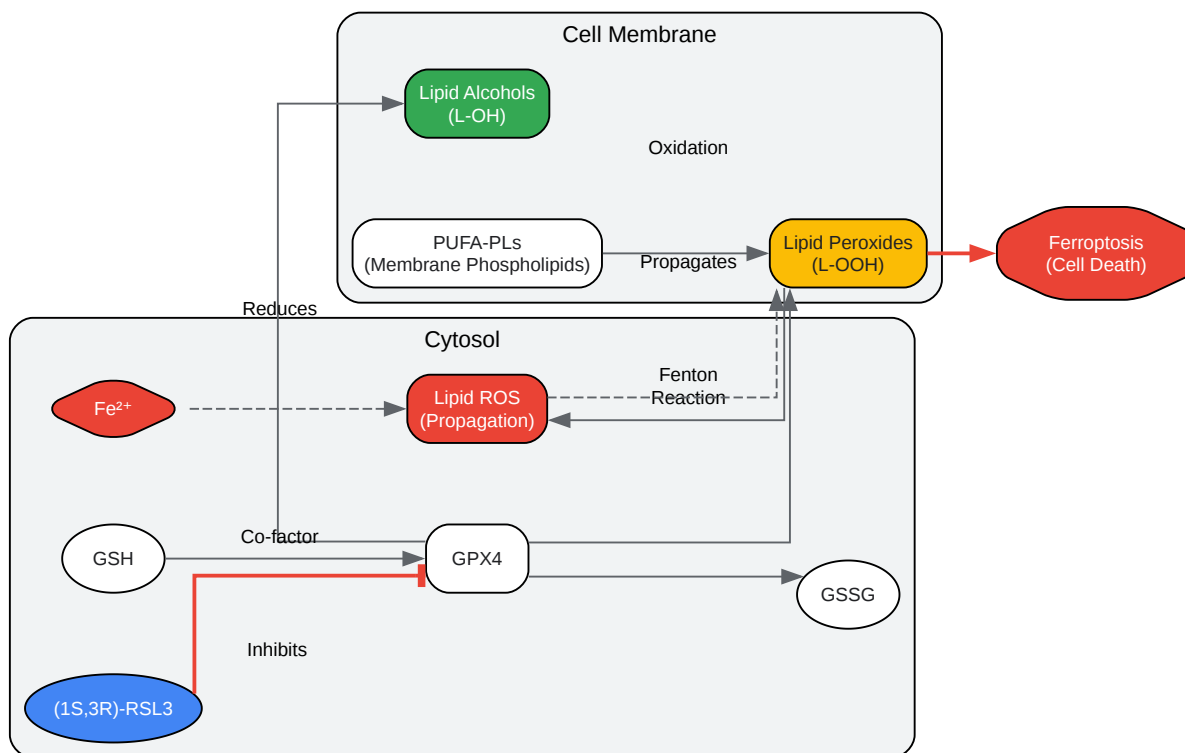 Cell Membrane
Lipid Alcohols
(L-OH)
Oxidation
PUFA-PLs
(Membrane Phospholipids)
Propagates
Lipid Peroxides
(L-OOH)
Ferroptosis
(Cell Death)
Reduces
Cytosol
Fe²⁺
Lipid ROS
(Propagation)
Fenton
Reaction
GSH
Co-factor
GPX4
GSSG
Inhibits
(1S,3R)-RSL3